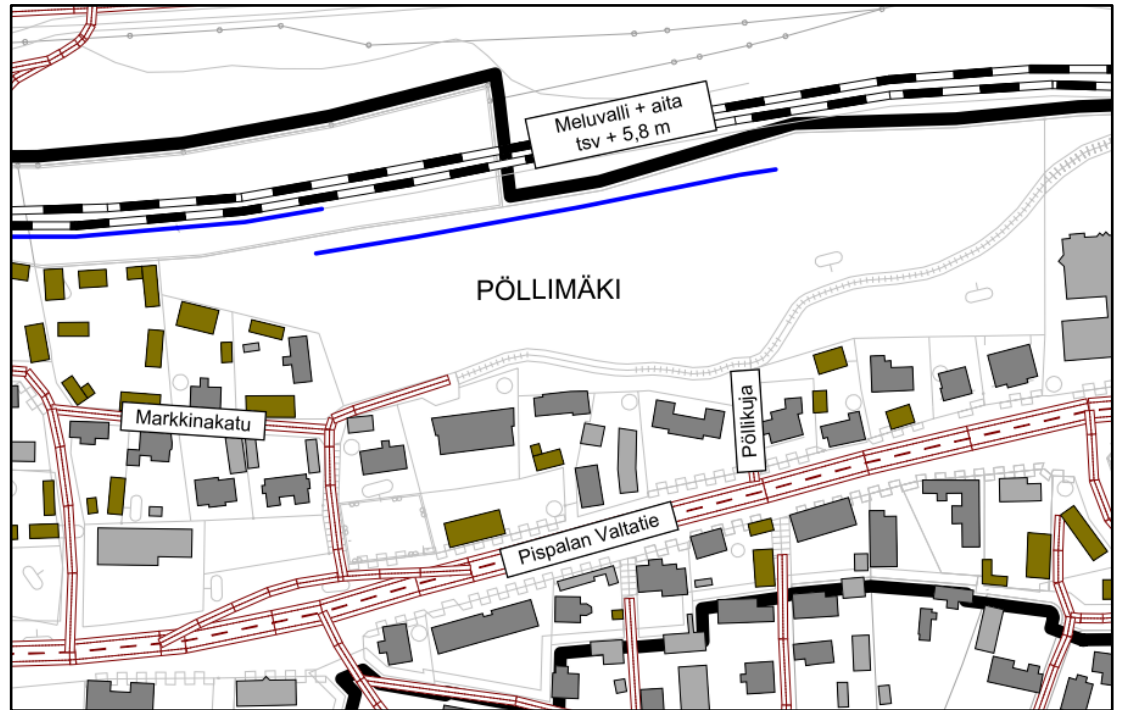 Meluvalli + aita
tsv + 5,8 m
PÖLLIMÄKI
Markkinakatu
Pöllikuja
Pispalan Valtatie